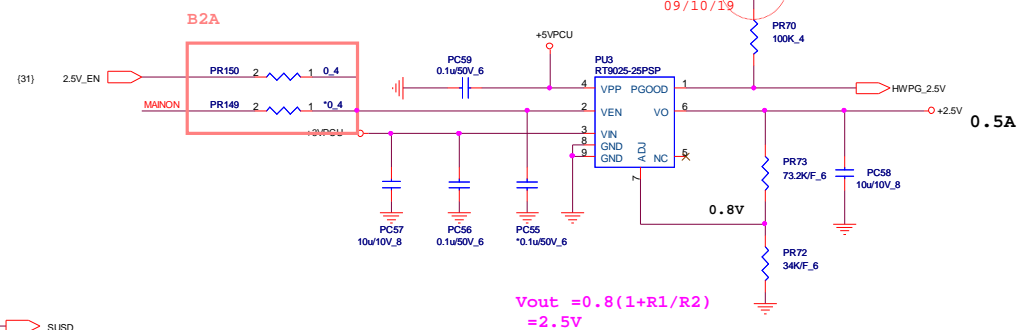 09/10/19
B2A
PR70
100K_4
+5VPCU
{31}
2.5V_EN
PR150
2
1
0_4
PC59
0.1u/50V_6
PU3
RT9025-25PSP
4
VPP
PGOOD
1
HWPG_2.5V
MAINON
PR149
2
1
*0_4
2
VEN
VO
6
+2.5V
0.5A
3
VIN
8
GND
9
GND
ADJ
NC
5
7
PR73
73.2K/F_6
PC58
10u/10V_8
0.8V
PC57
10u/10V_8
PC56
0.1u/50V_6
PC55
*0.1u/50V_6
PR72
34K/F_6
Vout =0.8(1+R1/R2)
=2.5V
SUSD